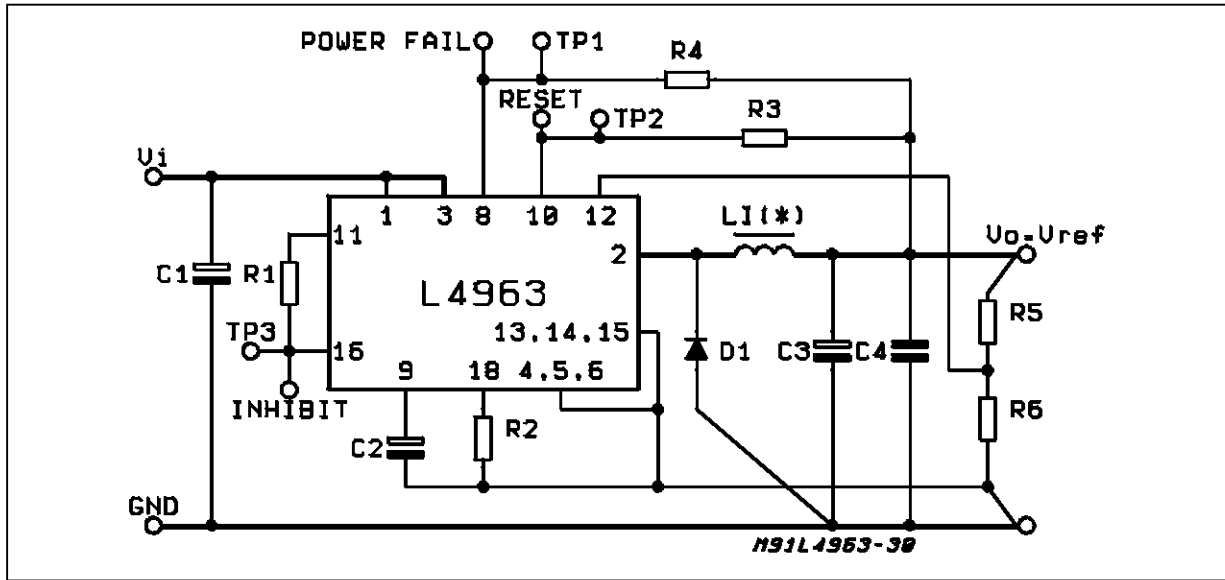 POWER FAIL
TP1
R4
RESET
TP2
R3
Vi
1 3 8 10 12
LI(*)
Vo=Vref
11
2
C1
R1
L4963
R5
TP3
13,14,15
16
D1
C3
C4
9 18 4,5,6
INHIBIT
R2
R6
C2
GND
M91L4963-30